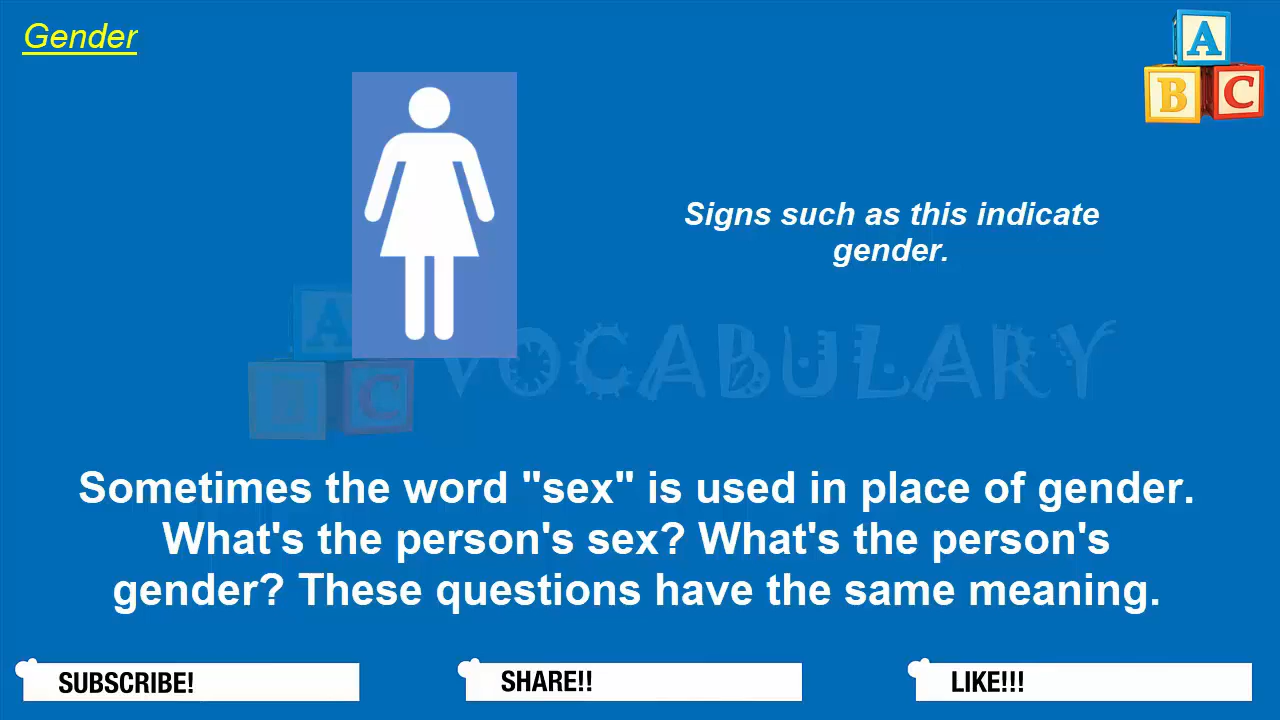 Gender
A
B
C
Signs such as this indicate
gender.
A
B
C
VOCABULARY
Sometimes the word "sex" is used in place of gender.
What's the person's sex? What's the person's
gender? These questions have the same meaning.
SUBSCRIBE!
SHARE!!
LIKE!!!